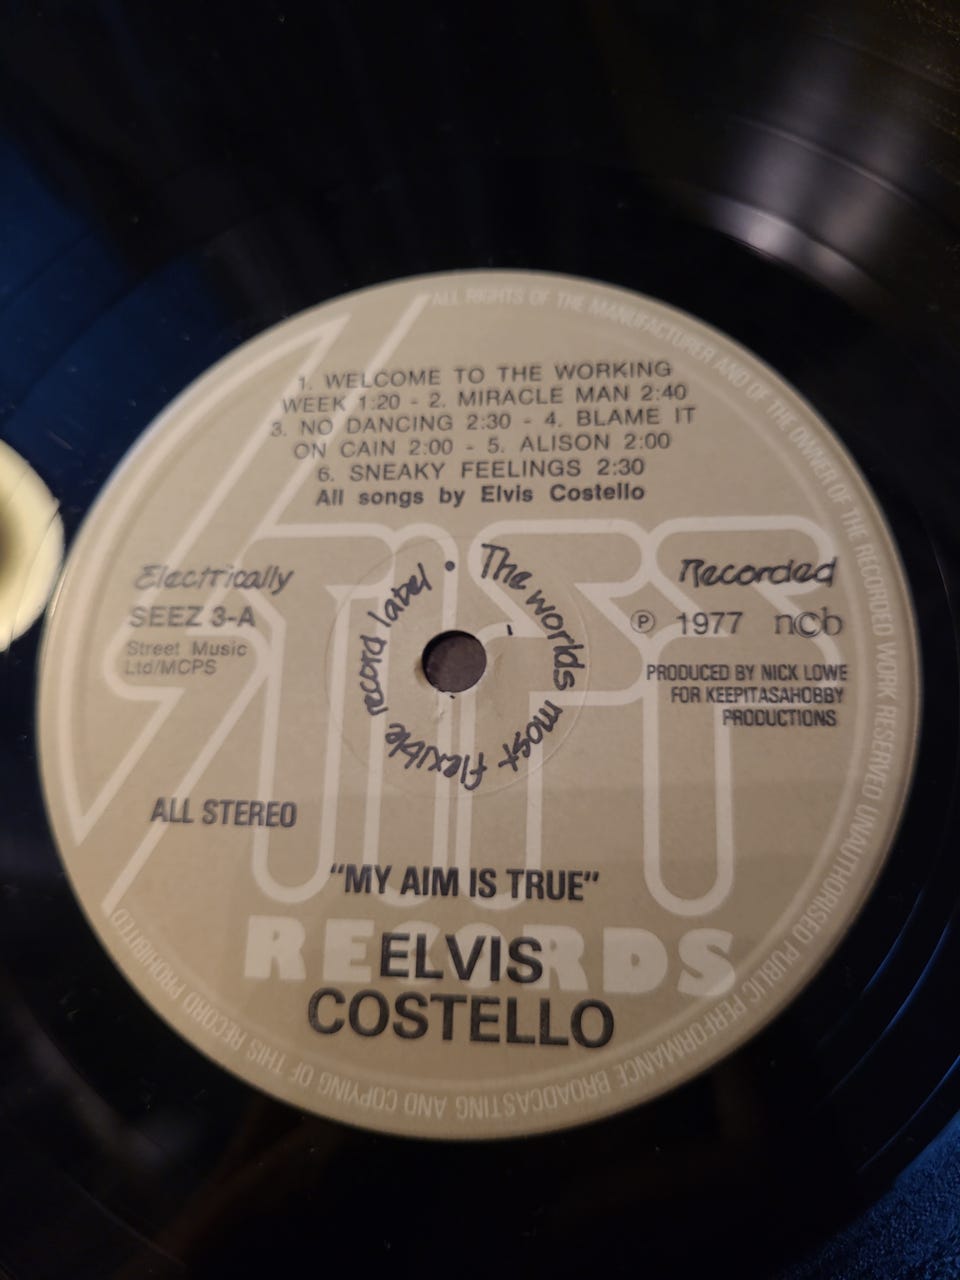 1. WELCOME TO THE WORKING
WEEK 1:20 - 2. MIRACLE MAN 2:40
3. NO DANCING 2:30 - 4. BLAME IT
ON CAIN 2:00 - 5. ALISON 2:00
6. SNEAKY FEELINGS 2:30
All songs by Elvis Costello
Electrically
SEEZ 3-A
Street Music
Ltd/MCPS
Recorded
℗ 1977 n©b
PRODUCED BY NICK LOWE
FOR KEEPITASAHOBBY
PRODUCTIONS
The worlds most flexible record label •
STIFF
RECORDS
ALL STEREO
"MY AIM IS TRUE"
ELVIS
COSTELLO
ALL RIGHTS OF THE MANUFACTURER AND OF THE OWNER OF THE RECORDED WORK RESERVED UNAUTHORISED PUBLIC PERFORMANCE BROADCASTING AND COPYING OF THIS RECORD PROHIBITED